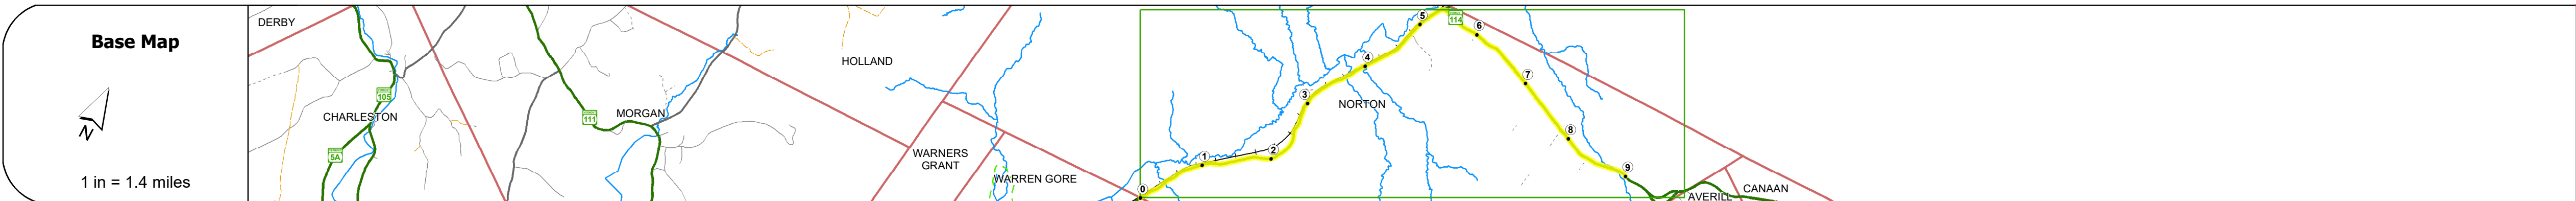 Base Map
N
1 in = 1.4 miles
DERBY
105
CHARLESTON
5A
111
MORGAN
HOLLAND
WARNERS
GRANT
WARREN GORE
0
1
2
3
4
5
114
6
NORTON
7
8
9
AVERILL
CANAAN